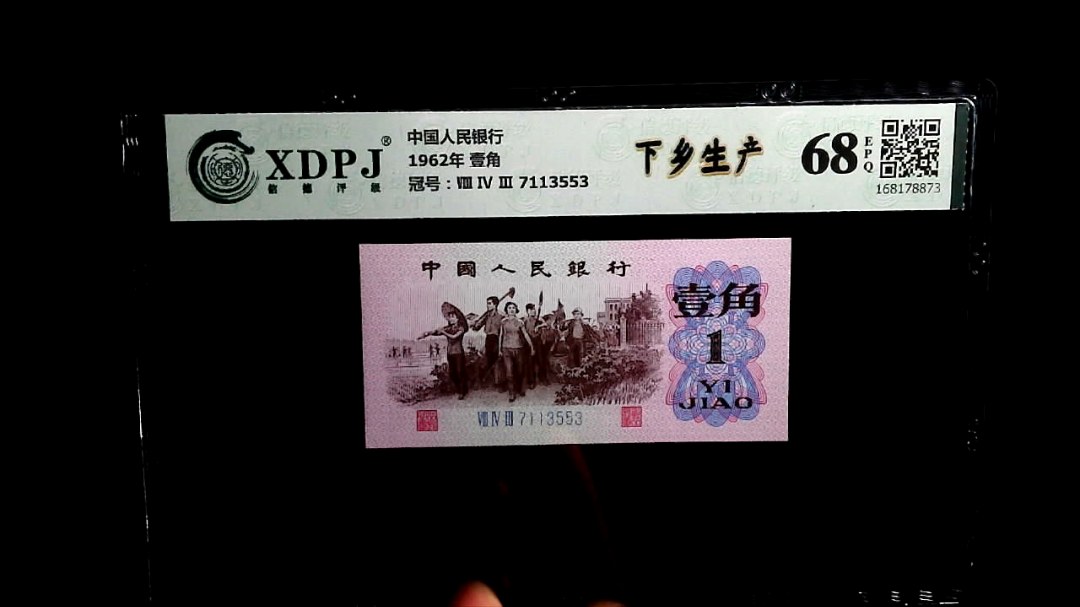 XDPJ®
信德评级
中国人民银行
1962年 壹角
冠号：Ⅷ Ⅳ Ⅲ 7113553
下乡生产
68
EPQ
168178873
中國人民銀行
壹角
1
YI
JIAO
Ⅷ Ⅳ Ⅲ 7113553